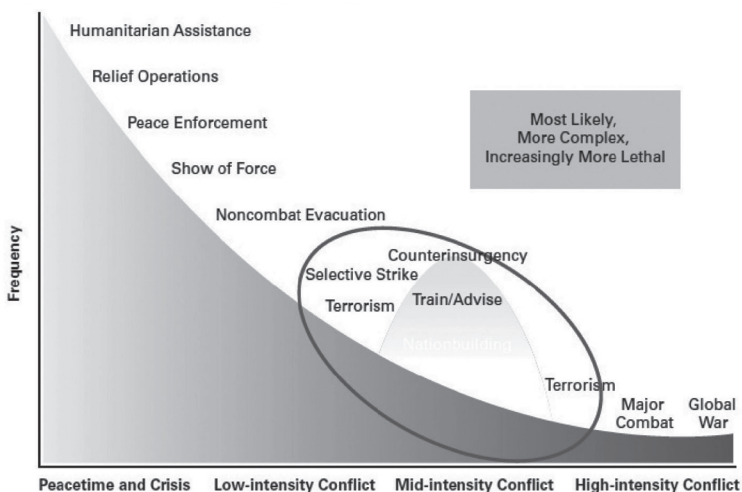 Humanitarian Assistance
Relief Operations
Peace Enforcement
Show of Force
Noncombat Evacuation
Most Likely,
More Complex,
Increasingly More Lethal
Counterinsurgency
Selective Strike
Train/Advise
Terrorism
Nationbuilding
Terrorism
Major
Combat
Global
War
Frequency
Peacetime and Crisis
Low-intensity Conflict
Mid-intensity Conflict
High-intensity Conflict